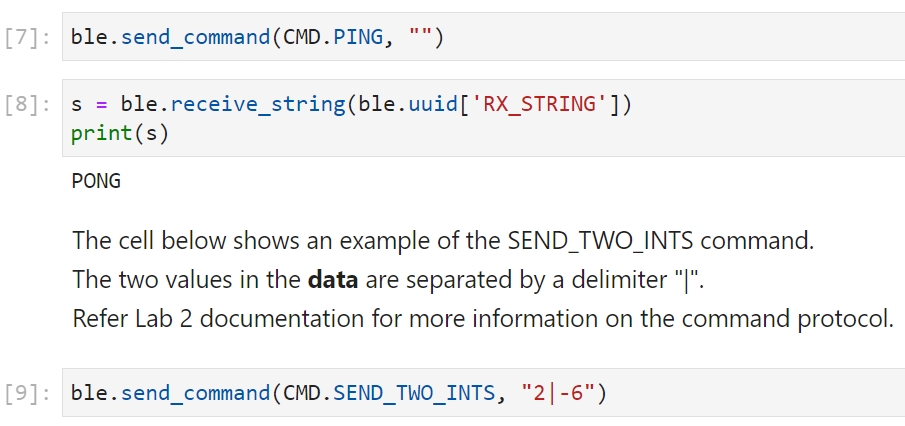 [7]: ble.send_command(CMD.PING, "")
[8]: s = ble.receive_string(ble.uuid['RX_STRING'])
print(s)
PONG
The cell below shows an example of the SEND_TWO_INTS command.
The two values in the data are separated by a delimiter "|".
Refer Lab 2 documentation for more information on the command protocol.
[9]: ble.send_command(CMD.SEND_TWO_INTS, "2|-6")